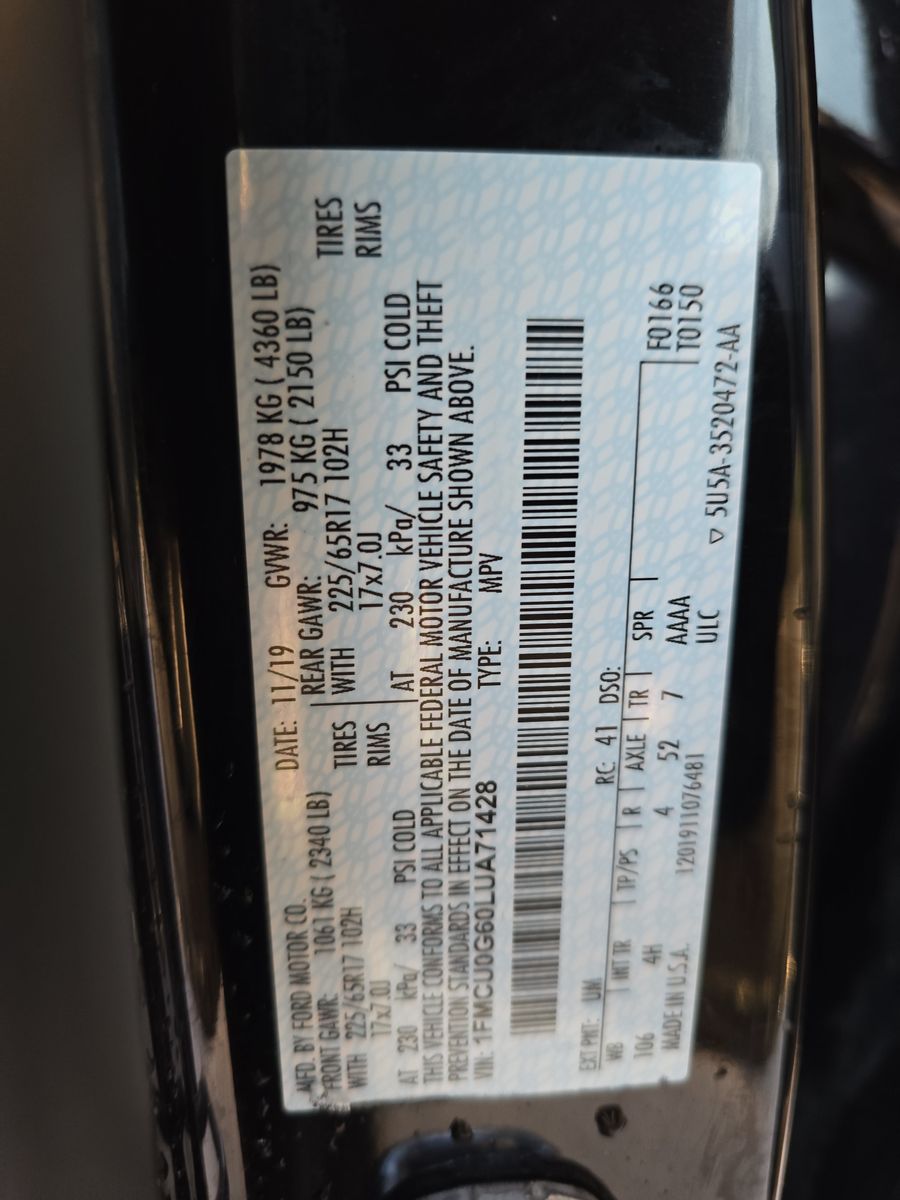 MFD. BY FORD MOTOR CO. DATE: 11/19 GVWR: 1978 KG ( 4360 LB)
FRONT GAWR: 1061 KG ( 2340 LB) REAR GAWR: 975 KG ( 2150 LB)
WITH 225/65R17 102H TIRES WITH 225/65R17 102H TIRES
17x7.0J RIMS 17x7.0J RIMS
AT 230 kPa/ 33 PSI COLD AT 230 kPa/ 33 PSI COLD
THIS VEHICLE CONFORMS TO ALL APPLICABLE FEDERAL MOTOR VEHICLE SAFETY AND THEFT
PREVENTION STANDARDS IN EFFECT ON THE DATE OF MANUFACTURE SHOWN ABOVE.
VIN: 1FMCU0G60LUA71428 TYPE: MPV
EXT PNT: UM RC: 41 DSO:
WB INT TR TP/PS R AXLE TR SPR F0166
T0150
106 4H 4 52 7 AAAA
MADE IN U.S.A. 1201911076481 ULC
▽ 5U5A-3520472-AA